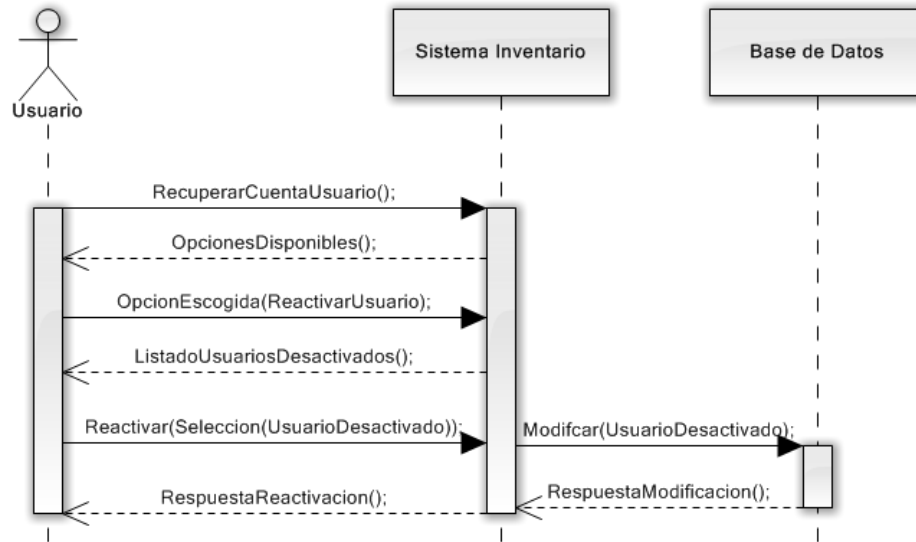 Sistema Inventario
Base de Datos
Usuario
RecuperarCuentaUsuario();
OpcionesDisponibles();
OpcionEscogida(ReactivarUsuario);
ListadoUsuariosDesactivados();
Reactivar(Seleccion(UsuarioDesactivado));
Modifcar(UsuarioDesactivado);
RespuestaModificacion();
RespuestaReactivacion();